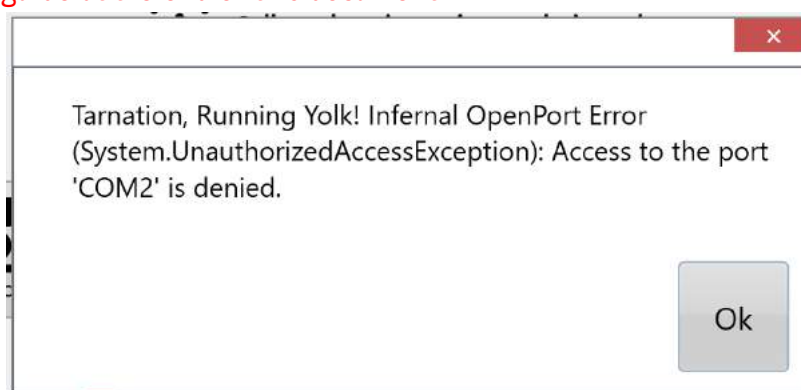 ×
Tarnation, Running Yolk! Infernal OpenPort Error
(System.UnauthorizedAccessException): Access to the port
'COM2' is denied.
Ok